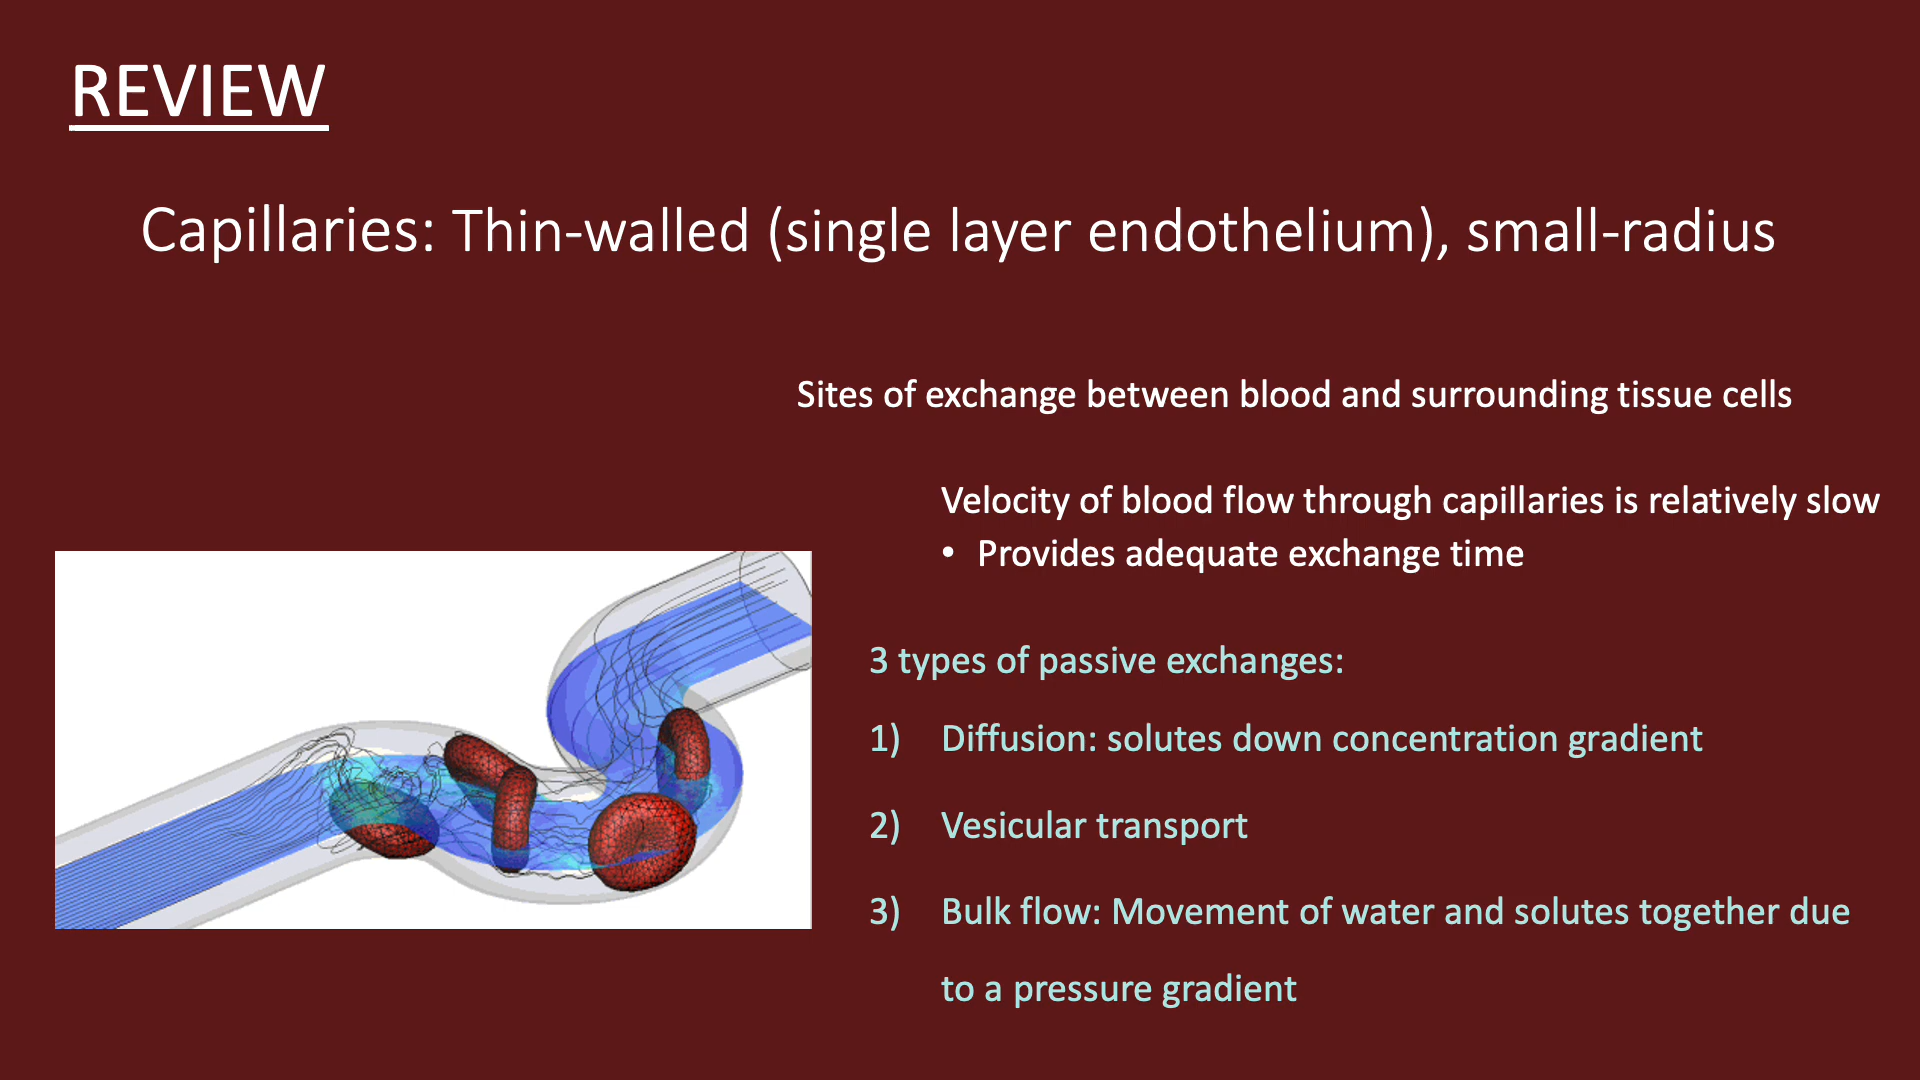 REVIEW
Capillaries: Thin-walled (single layer endothelium), small-radius
Sites of exchange between blood and surrounding tissue cells
Velocity of blood flow through capillaries is relatively slow
• Provides adequate exchange time
3 types of passive exchanges:
1) Diffusion: solutes down concentration gradient
2) Vesicular transport
3) Bulk flow: Movement of water and solutes together due
to a pressure gradient